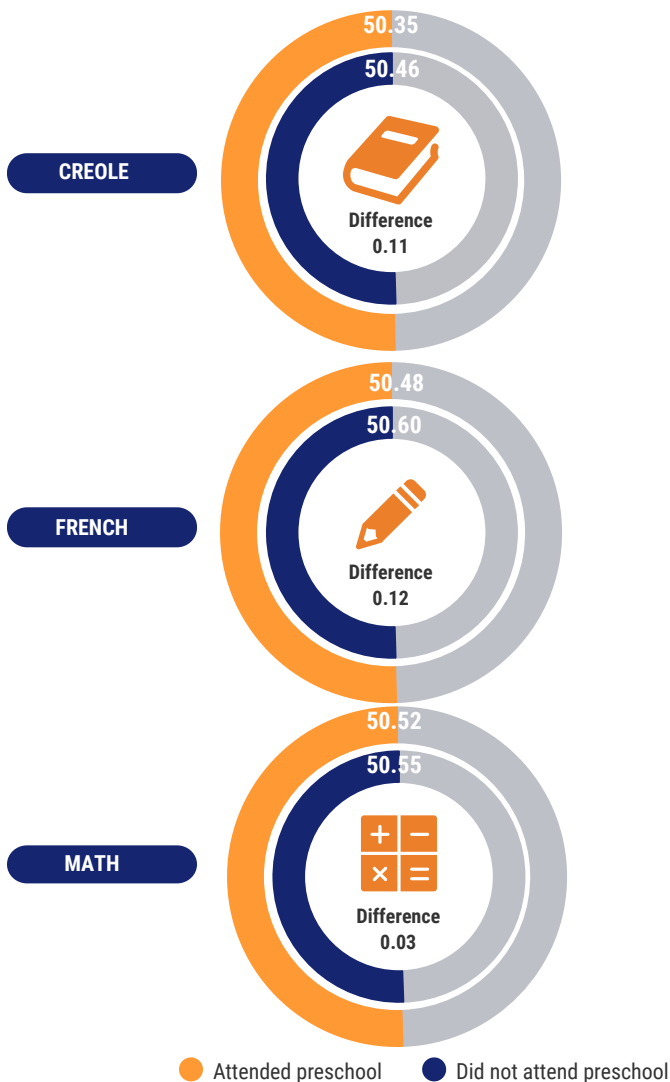 50.35
50.46
CREOLE
Difference
0.11
50.48
50.60
FRENCH
Difference
0.12
50.52
50.55
MATH
Difference
0.03
Attended preschool
Did not attend preschool